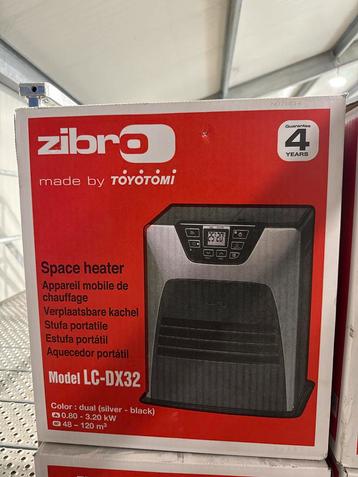 zibro
made by TOYOTOMI
Guarantee
4
YEARS
Space heater
Appareil mobile de
chauffage
Verplaatsbare kachel
Stufa portatile
Estufa portátil
Aquecedor portátil
Model LC-DX32
Color : dual (silver - black)
0.80 - 3.20 kW
48 – 120 m³